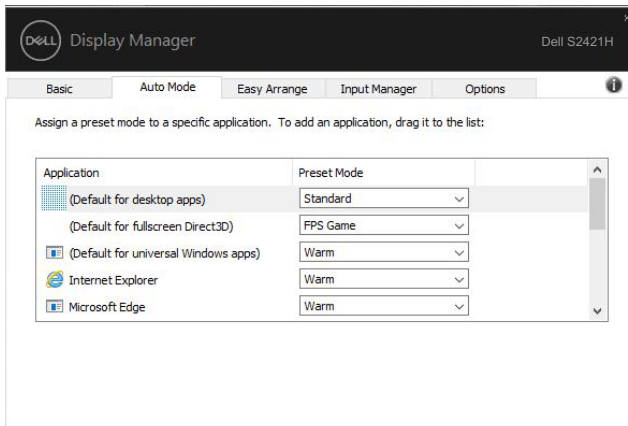 DELL Display Manager
Dell S2421H
Basic Auto Mode Easy Arrange Input Manager Options
Assign a preset mode to a specific application. To add an application, drag it to the list:
Application Preset Mode
(Default for desktop apps) Standard
(Default for fullscreen Direct3D) FPS Game
(Default for universal Windows apps) Warm
Internet Explorer Warm
Microsoft Edge Warm